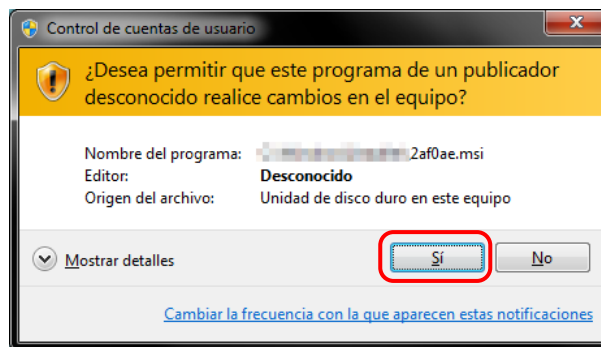 Control de cuentas de usuario
¿Desea permitir que este programa de un publicador
desconocido realice cambios en el equipo?
Nombre del programa: 2af0ae.msi
Editor: Desconocido
Origen del archivo: Unidad de disco duro en este equipo
Mostrar detalles Sí No
Cambiar la frecuencia con la que aparecen estas notificaciones